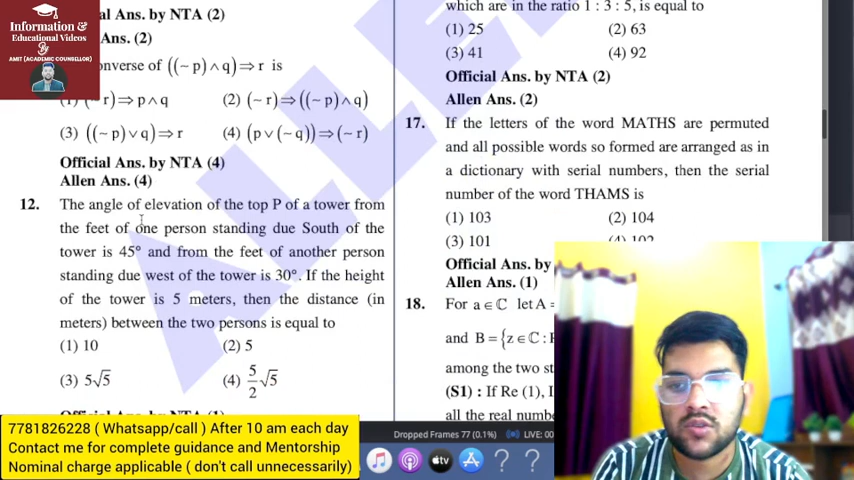 Information &
Educational Videos
By
AMIT (ACADEMIC COUNSELLOR)
al Ans. by NTA (2)
Ans. (2)
onverse of ((~ p) ∧ q) ⇒ r is
r) ⇒ p ∧ q
(2) (~ r) ⇒ ((~ p) ∧ q)
(3) ((~ p) ∨ q) ⇒ r
(4) (p ∨ (~ q)) ⇒ (~ r)
Official Ans. by NTA (4)
Allen Ans. (4)
12. The angle of elevation of the top P of a tower from
the feet of one person standing due South of the
tower is 45° and from the feet of another person
standing due west of the tower is 30°. If the height
of the tower is 5 meters, then the distance (in
meters) between the two persons is equal to
(1) 10
(2) 5
(3) 5√5
(4) 5/2 √5
7781826228 ( Whatsapp/call ) After 10 am each day
Contact me for complete guidance and Mentorship
Nominal charge applicable ( don't call unnecessarily)
which are in the ratio 1 : 3 : 5, is equal to
(1) 25
(2) 63
(3) 41
(4) 92
Official Ans. by NTA (2)
Allen Ans. (2)
17. If the letters of the word MATHS are permuted
and all possible words so formed are arranged as in
a dictionary with serial numbers, then the serial
number of the word THAMS is
(1) 103
(2) 104
(3) 101
(4) 102
Official Ans. by
Allen Ans. (1)
18. For a ∈ ℂ let A =
and B = {z ∈ ℂ :
among the two st
(S1) : If Re (1), I
all the real numbe
Dropped Frames 77 (0.1%)
LIVE: 00
tv
ALLEN